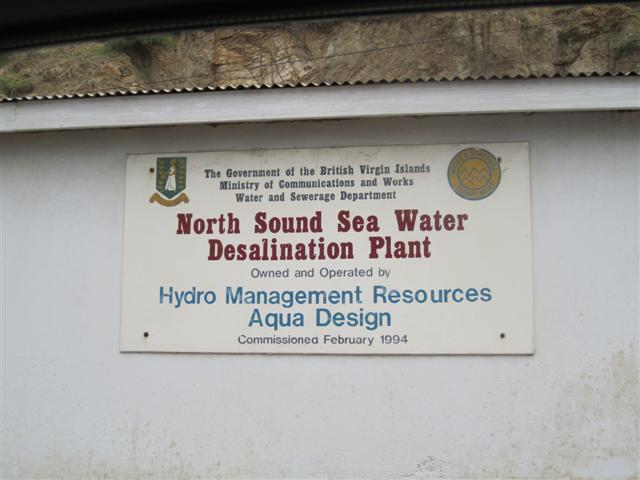 The Government of the British Virgin Islands
Ministry of Communications and Works
Water and Sewerage Department
North Sound Sea Water
Desalination Plant
Owned and Operated by
Hydro Management Resources
Aqua Design
Commissioned February 1994